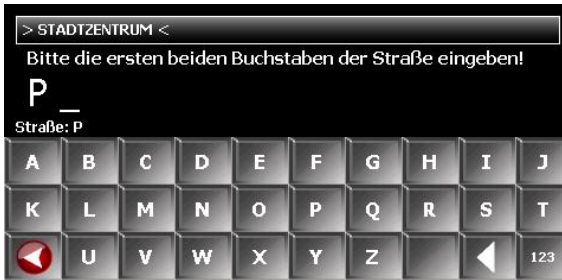 > STADTZENTRUM <
Bitte die ersten beiden Buchstaben der Straße eingeben!
P _
Straße: P
A B C D E F G H I J
K L M N O P Q R S T
U V W X Y Z 123